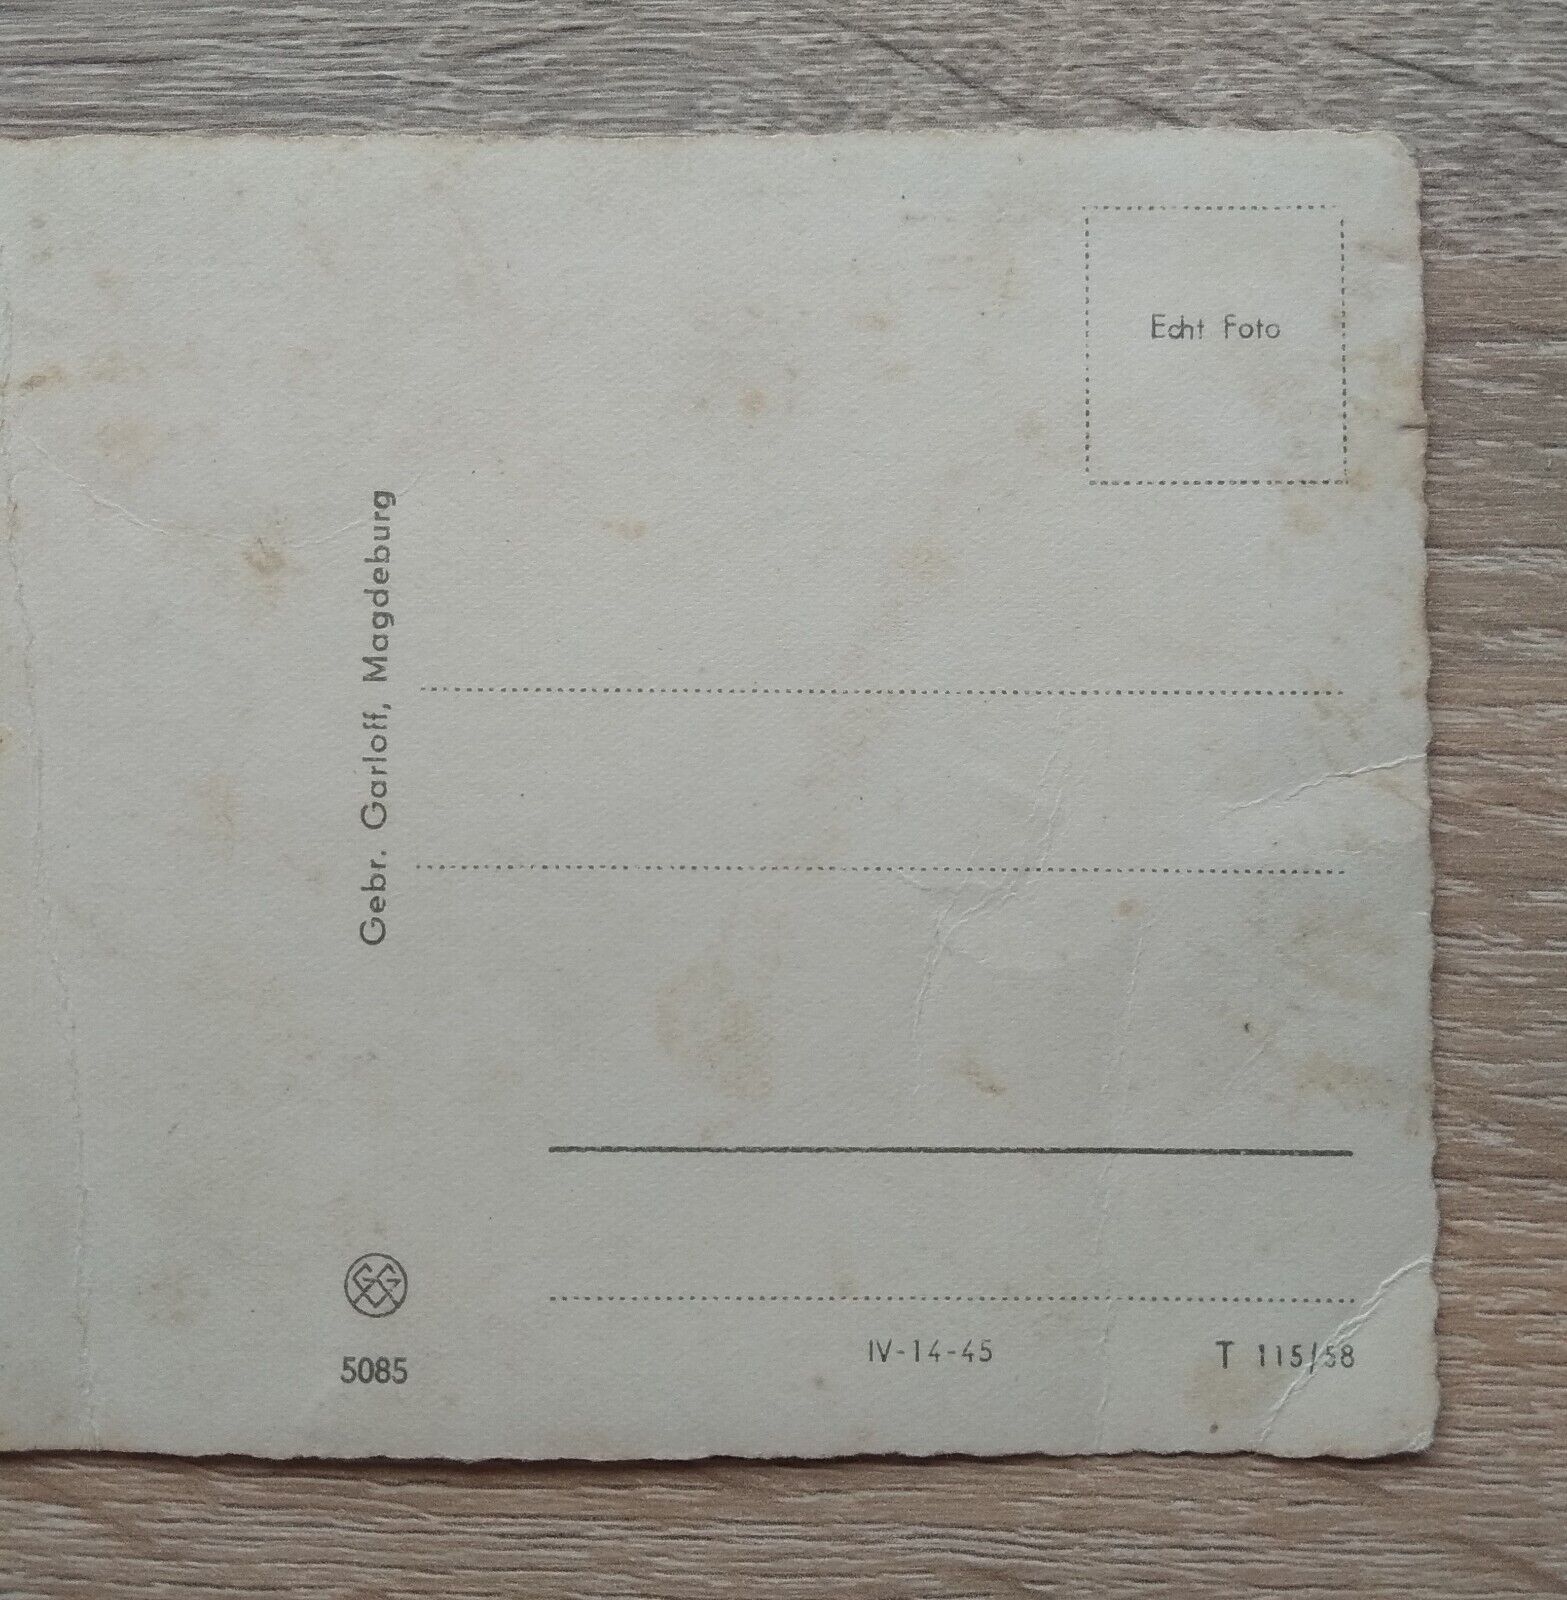 Echt Foto
Gebr. Garloff, Magdeburg
5085
IV-14-45
T 115/58